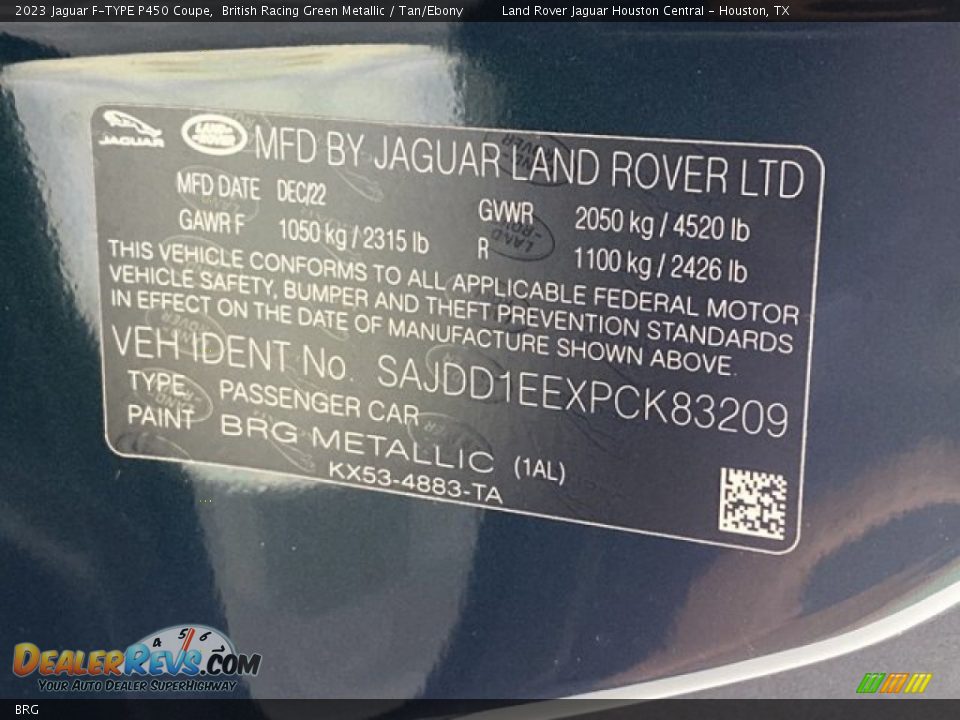 2023 Jaguar F-TYPE P450 Coupe, British Racing Green Metallic / Tan/Ebony Land Rover Jaguar Houston Central - Houston, TX
JAGUAR LAND-ROVER MFD BY JAGUAR LAND ROVER LTD
MFD DATE DEC/22 GVWR 2050 kg / 4520 lb
GAWR F 1050 kg / 2315 lb R 1100 kg / 2426 lb
THIS VEHICLE CONFORMS TO ALL APPLICABLE FEDERAL MOTOR
VEHICLE SAFETY, BUMPER AND THEFT PREVENTION STANDARDS
IN EFFECT ON THE DATE OF MANUFACTURE SHOWN ABOVE.
VEH IDENT No. SAJDD1EEXPCK83209
TYPE PASSENGER CAR
PAINT BRG METALLIC (1AL)
KX53-4883-TA
4 5 6
DEALERREVS.COM
YOUR AUTO DEALER SUPERHIGHWAY
BRG